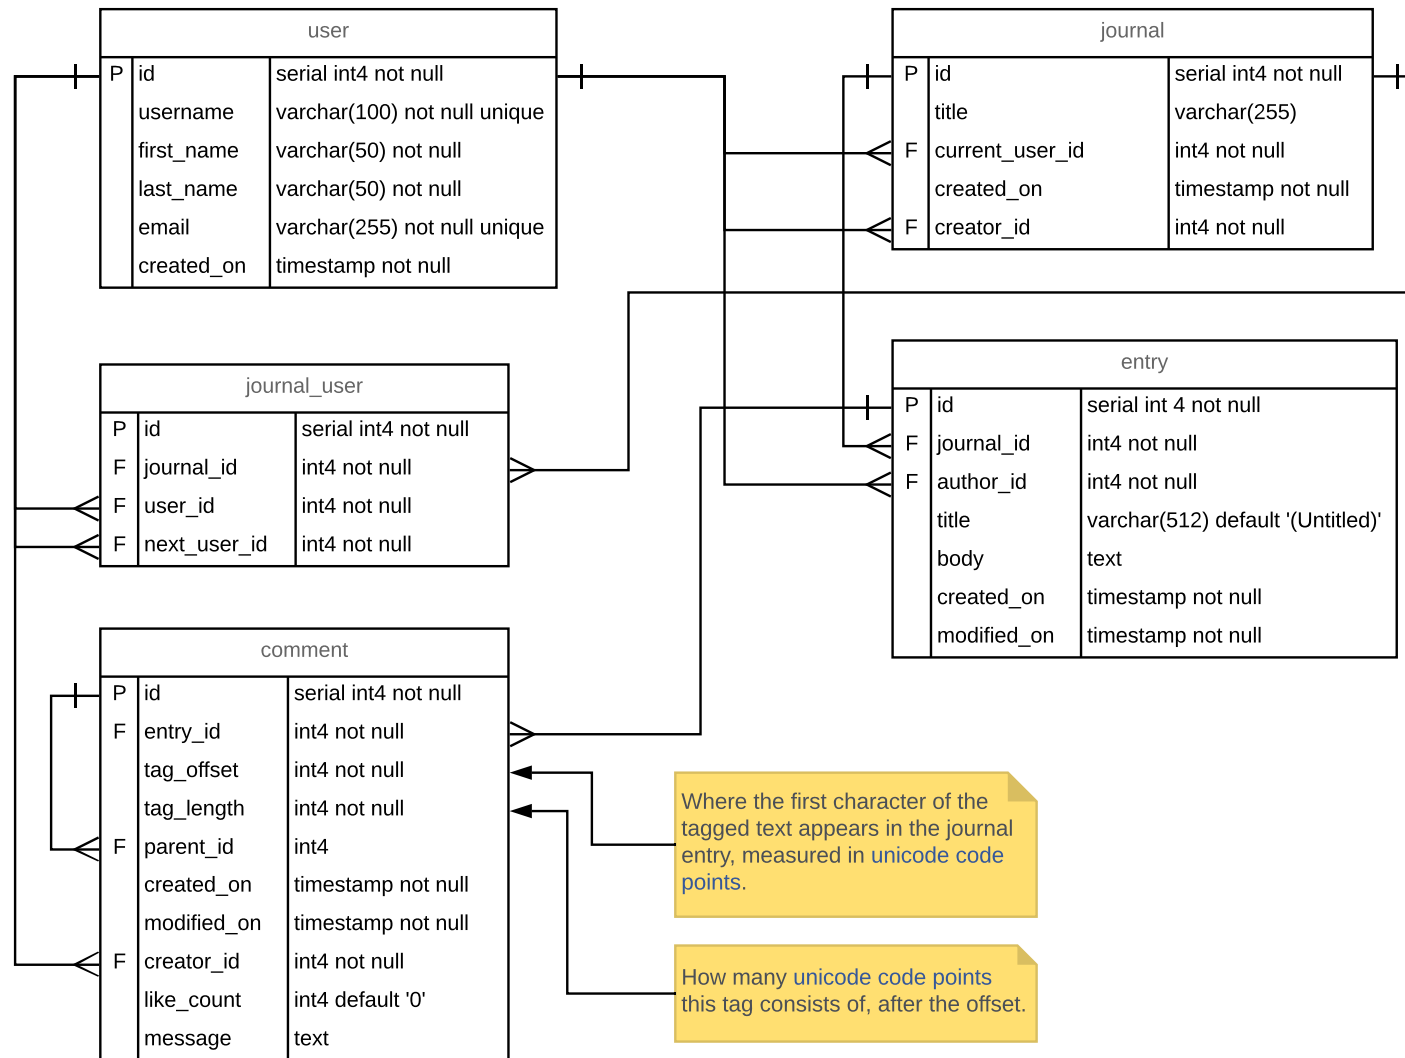 user
P id serial int4 not null
username varchar(100) not null unique
first_name varchar(50) not null
last_name varchar(50) not null
email varchar(255) not null unique
created_on timestamp not null
journal
P id serial int4 not null
title varchar(255)
F current_user_id int4 not null
created_on timestamp not null
F creator_id int4 not null
journal_user
P id serial int4 not null
F journal_id int4 not null
F user_id int4 not null
F next_user_id int4 not null
entry
P id serial int 4 not null
F journal_id int4 not null
F author_id int4 not null
title varchar(512) default '(Untitled)'
body text
created_on timestamp not null
modified_on timestamp not null
comment
P id serial int4 not null
F entry_id int4 not null
tag_offset int4 not null
tag_length int4 not null
F parent_id int4
created_on timestamp not null
modified_on timestamp not null
F creator_id int4 not null
like_count int4 default '0'
message text
Where the first character of the
tagged text appears in the journal
entry, measured in unicode code
points.
How many unicode code points
this tag consists of, after the offset.